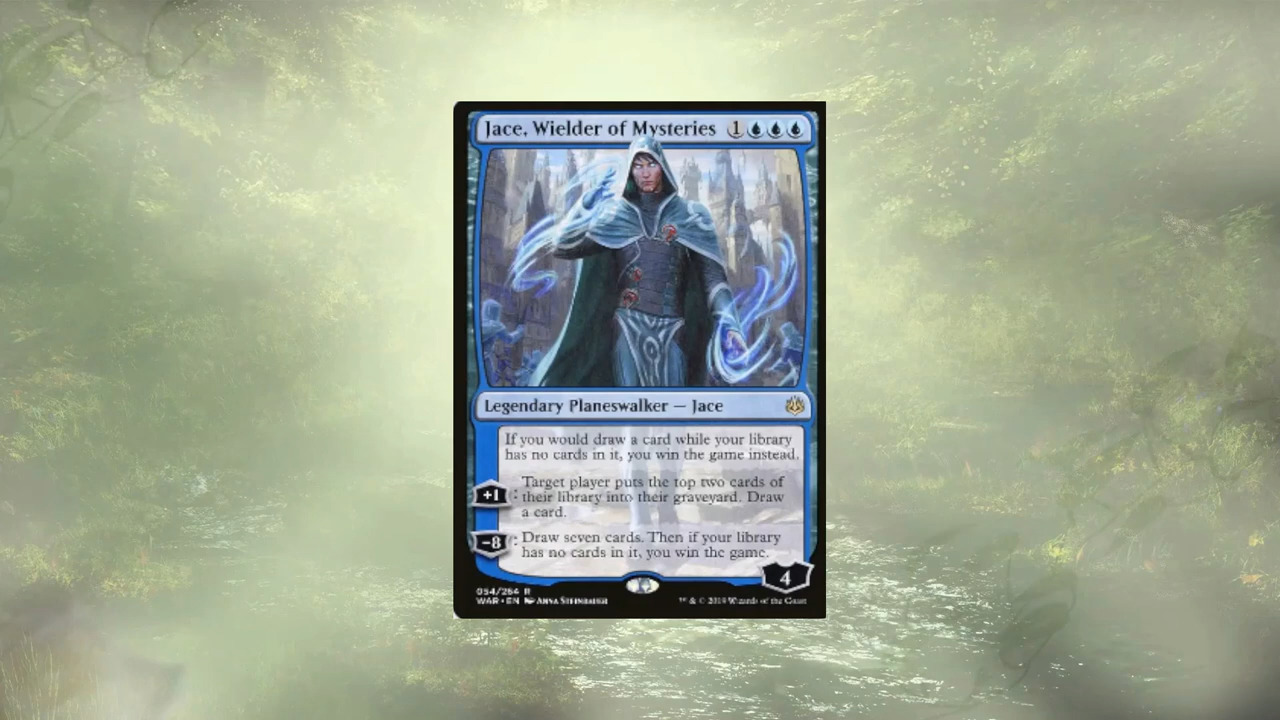 Jace, Wielder of Mysteries 1
Legendary Planeswalker — Jace
If you would draw a card while your library
has no cards in it, you win the game instead.
+1: Target player puts the top two cards of
their library into their graveyard. Draw
a card.
−8: Draw seven cards. Then if your library
has no cards in it, you win the game.
4
054/264 R
WAR • EN Anna Steinbauer
™ & © 2019 Wizards of the Coast